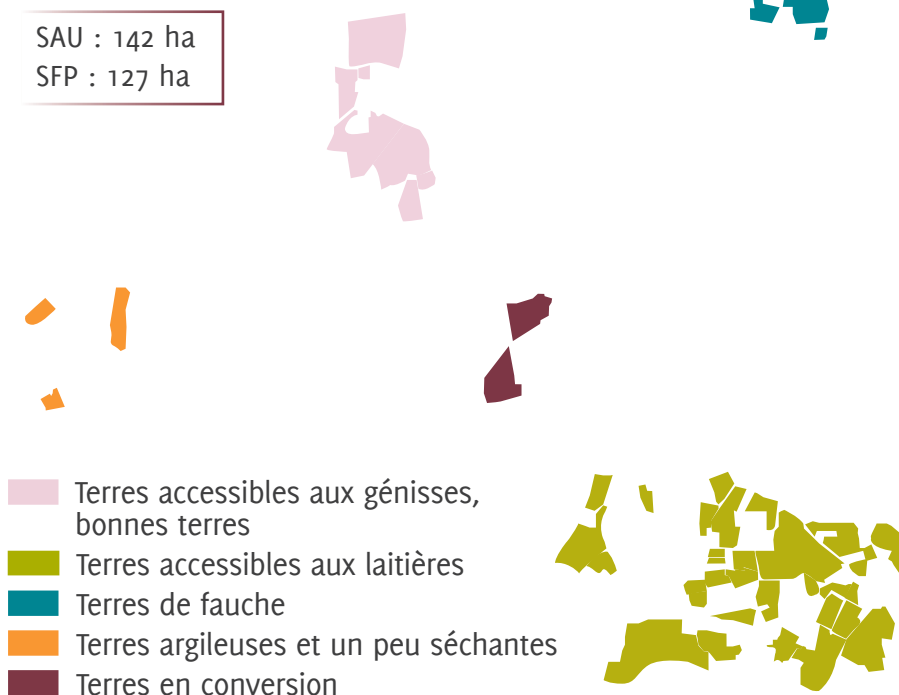 SAU : 142 ha
SFP : 127 ha
Terres accessibles aux génisses,
bonnes terres
Terres accessibles aux laitières
Terres de fauche
Terres argileuses et un peu séchantes
Terres en conversion